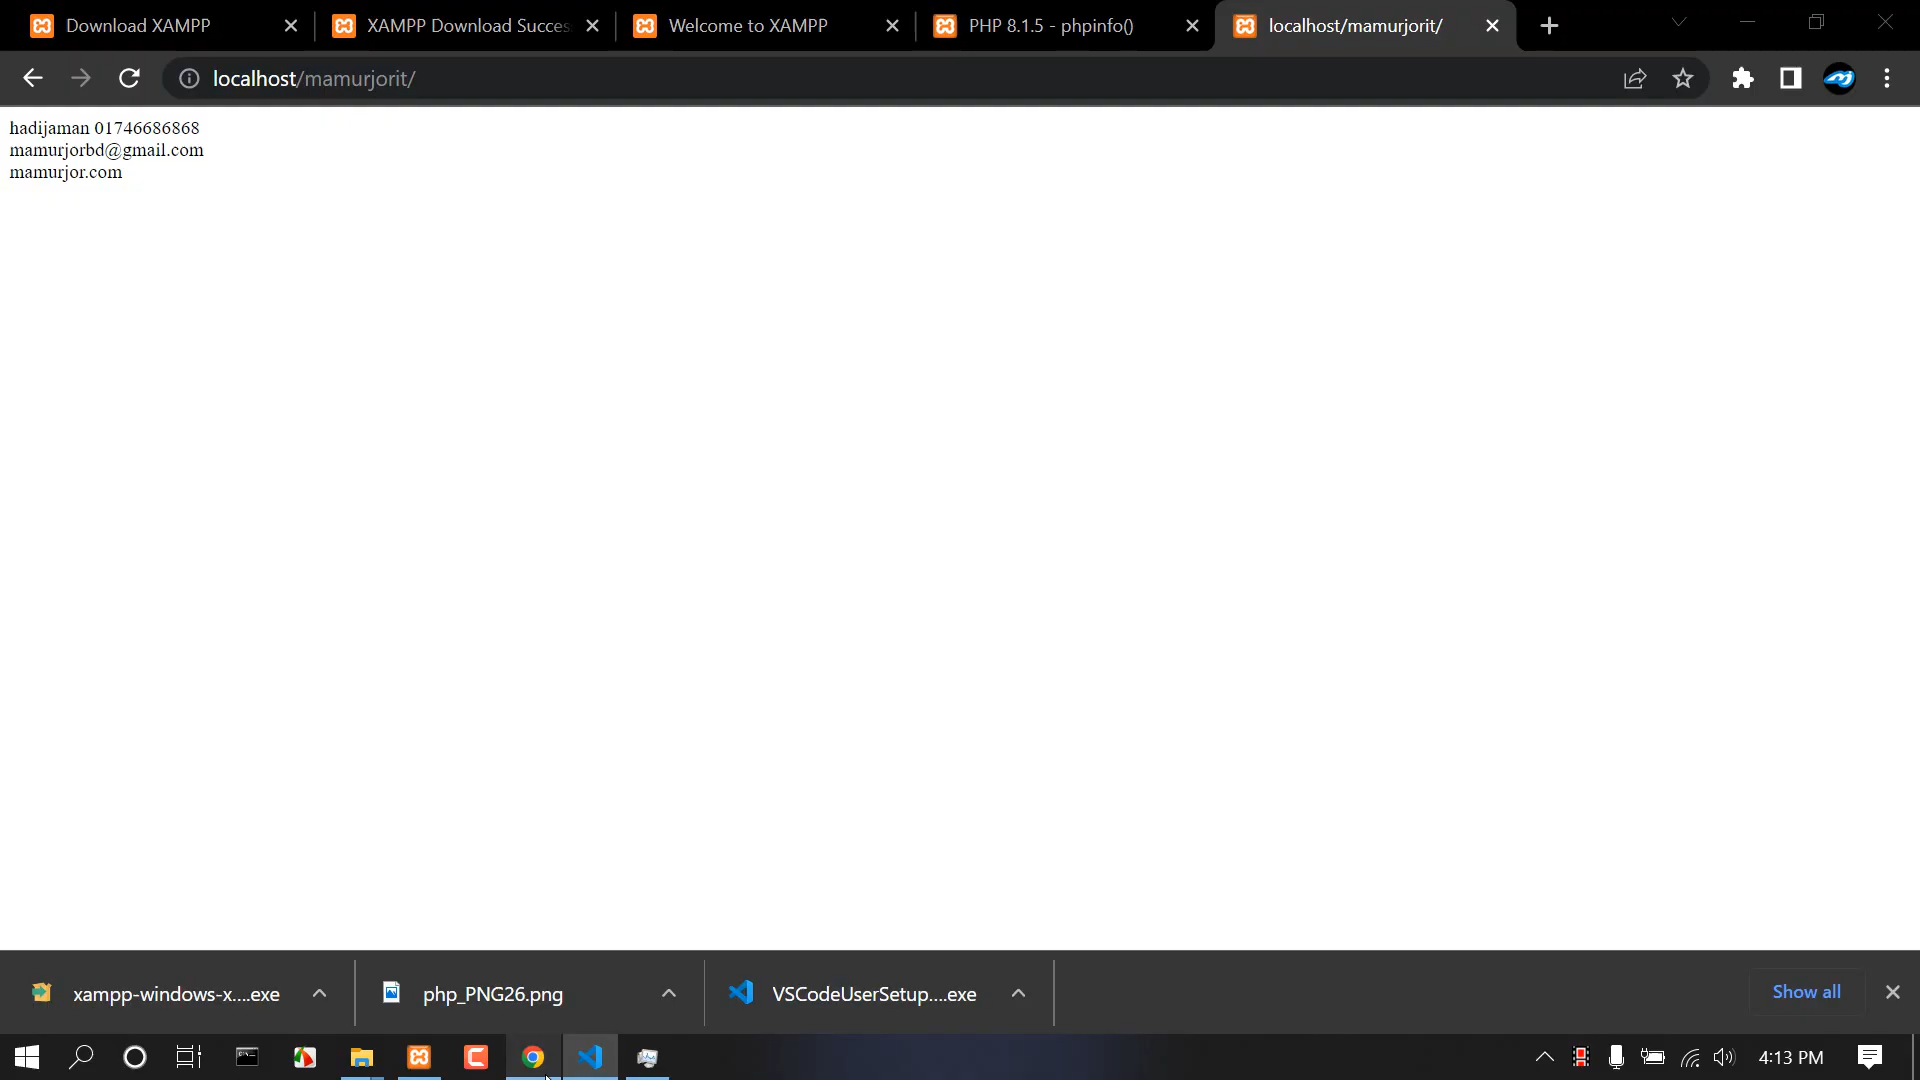 Download XAMPP
XAMPP Download Succes
Welcome to XAMPP
PHP 8.1.5 - phpinfo()
localhost/mamurjorit/
localhost/mamurjorit/
hadijaman 01746686868
mamurjorbd@gmail.com
mamurjor.com
xampp-windows-x....exe
php_PNG26.png
VSCodeUserSetup....exe
Show all
4:13 PM